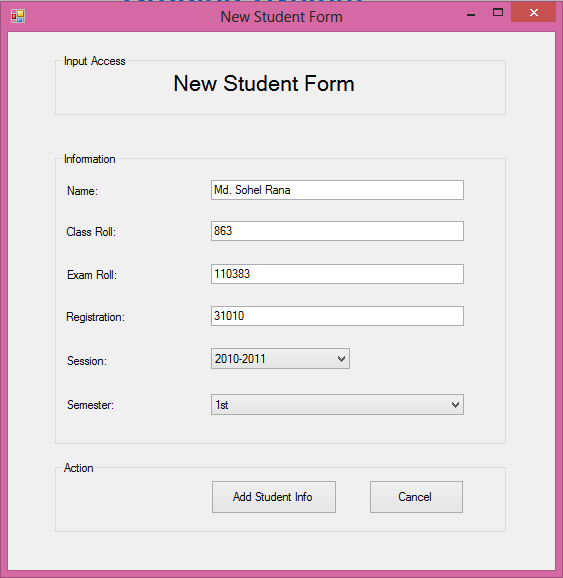 New Student Form
Input Access
New Student Form
Information
Name: Md. Sohel Rana
Class Roll: 863
Exam Roll: 110383
Registration: 31010
Session: 2010-2011
Semester: 1st
Action
Add Student Info Cancel